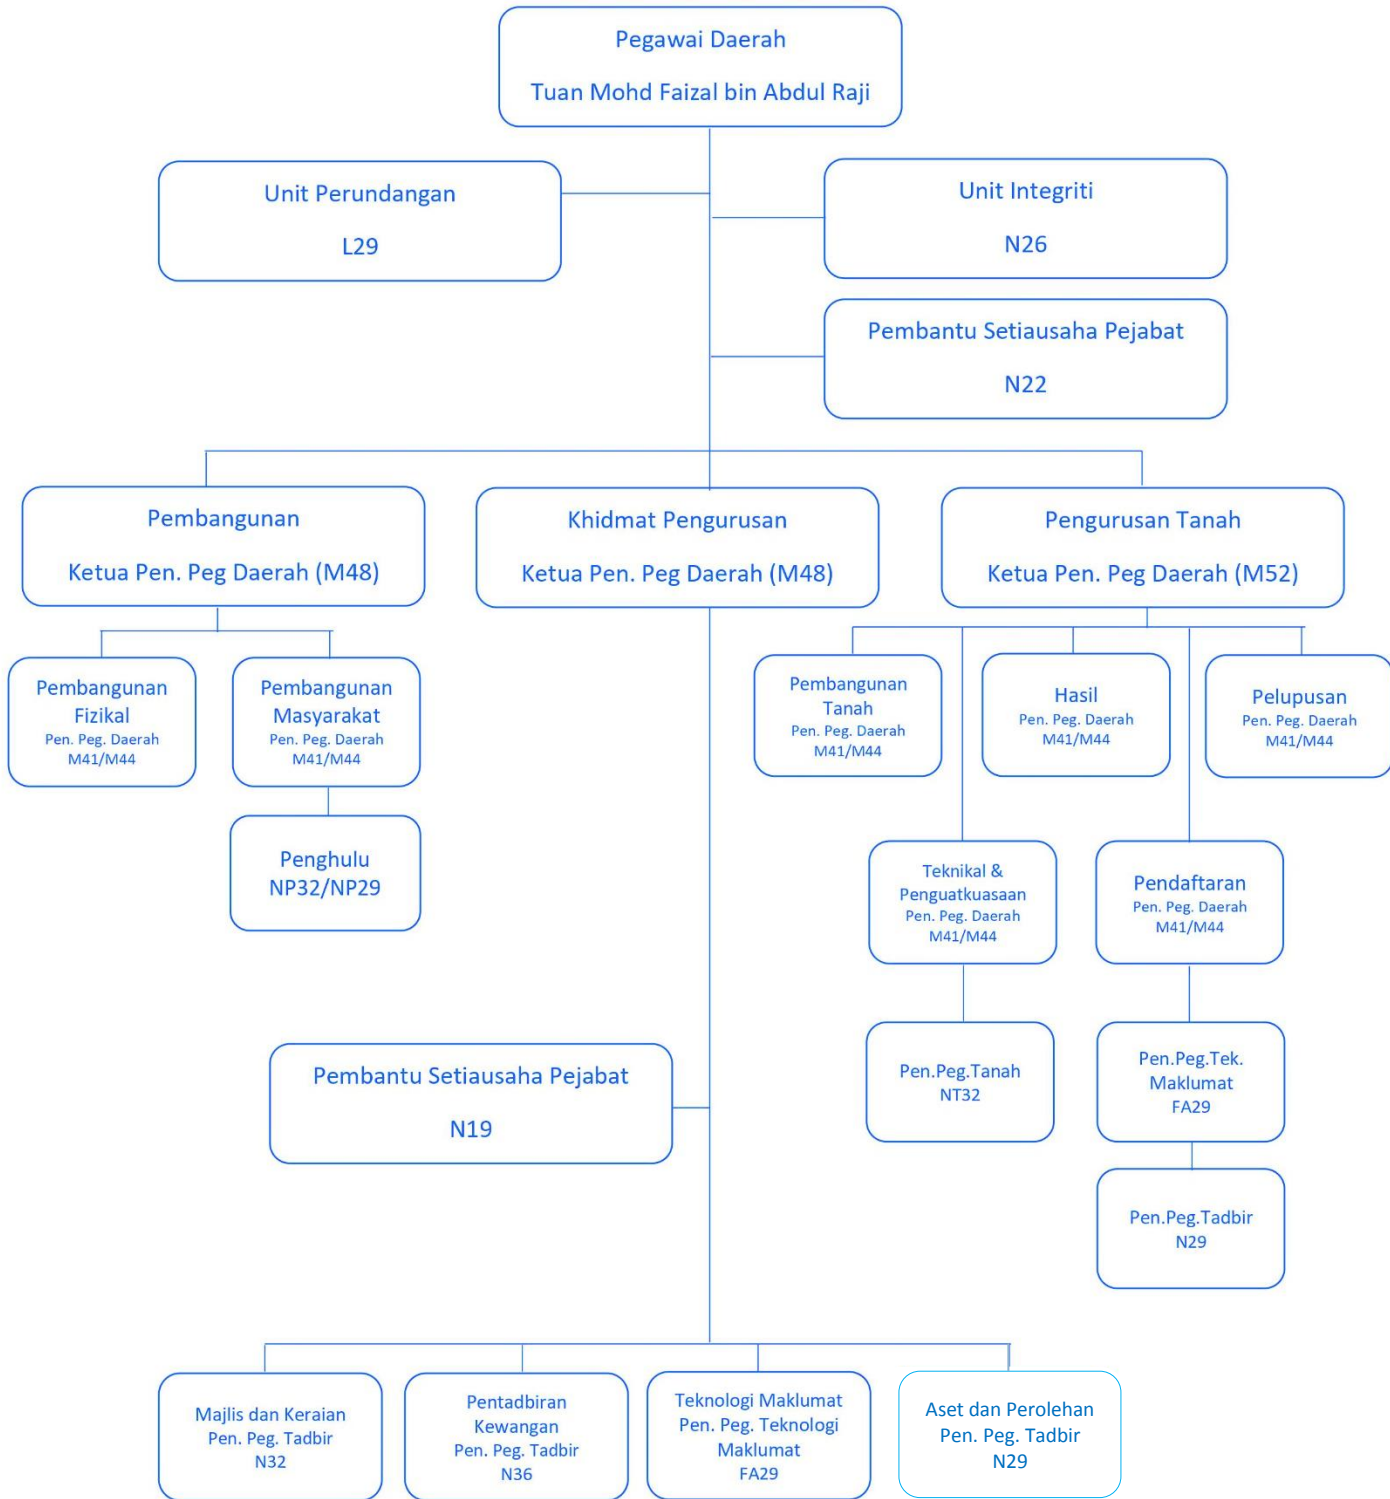 Pegawai Daerah
Tuan Mohd Faizal bin Abdul Raji
Unit Perundangan
L29
Unit Integriti
N26
Pembantu Setiausaha Pejabat
N22
Pembangunan
Ketua Pen. Peg Daerah (M48)
Khidmat Pengurusan
Ketua Pen. Peg Daerah (M48)
Pengurusan Tanah
Ketua Pen. Peg Daerah (M52)
Pembangunan
Fizikal
Pen. Peg. Daerah
M41/M44
Pembangunan
Masyarakat
Pen. Peg. Daerah
M41/M44
Pembangunan
Tanah
Pen. Peg. Daerah
M41/M44
Hasil
Pen. Peg. Daerah
M41/M44
Pelupusan
Pen. Peg. Daerah
M41/M44
Penghulu
NP32/NP29
Teknikal &
Penguatkuasaan
Pen. Peg. Daerah
M41/M44
Pendaftaran
Pen. Peg. Daerah
M41/M44
Pen.Peg.Tanah
NT32
Pen.Peg.Tek.
Maklumat
FA29
Pembantu Setiausaha Pejabat
N19
Pen.Peg.Tadbir
N29
Majlis dan Keraian
Pen. Peg. Tadbir
N32
Pentadbiran
Kewangan
Pen. Peg. Tadbir
N36
Teknologi Maklumat
Pen. Peg. Teknologi
Maklumat
FA29
Aset dan Perolehan
Pen. Peg. Tadbir
N29